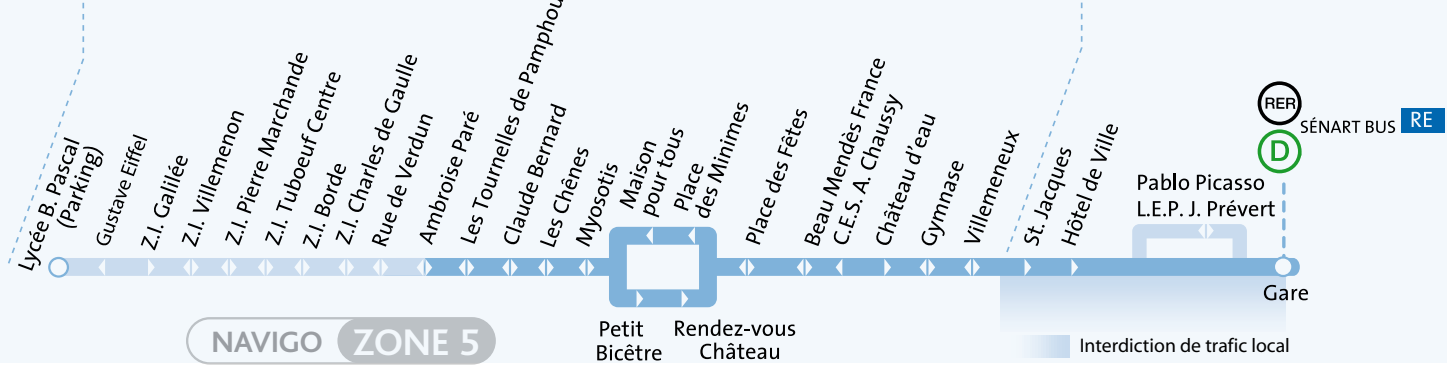 Lycée B. Pascal
(Parking)
Gustave Eiffel
Z.I. Galilée
Z.I. Villemenon
Z.I. Pierre Marchande
Z.I. Tuboeuf Centre
Z.I. Borde
Z.I. Charles de Gaulle
Rue de Verdun
Ambroise Paré
Les Tournelles de Pamphou
Claude Bernard
Les Chênes
Myosotis
Maison
pour tous
Place
des Minimes
Petit
Bicêtre
Rendez-vous
Château
Place des Fêtes
Beau Mendès France
C.E.S. A. Chaussy
Château d'eau
Gymnase
Villemeneux
St. Jacques
Hôtel de Ville
Pablo Picasso
L.E.P. J. Prévert
RER
D
SÉNART BUS RE
Gare
NAVIGO ZONE 5
Interdiction de trafic local